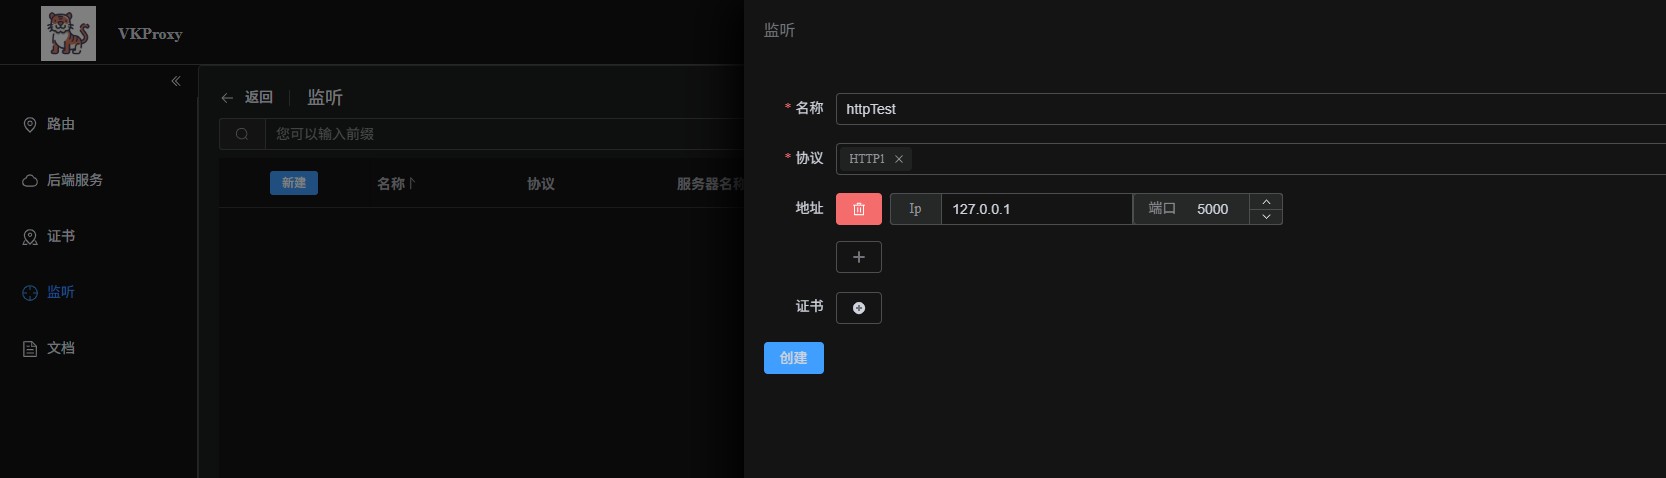 VKProxy
路由
后端服务
证书
监听
文档
返回 监听
您可以输入前缀
新建 名称 协议 服务器名称
监听
* 名称 httpTest
* 协议 HTTP1
地址 Ip 127.0.0.1 端口 5000
证书
创建